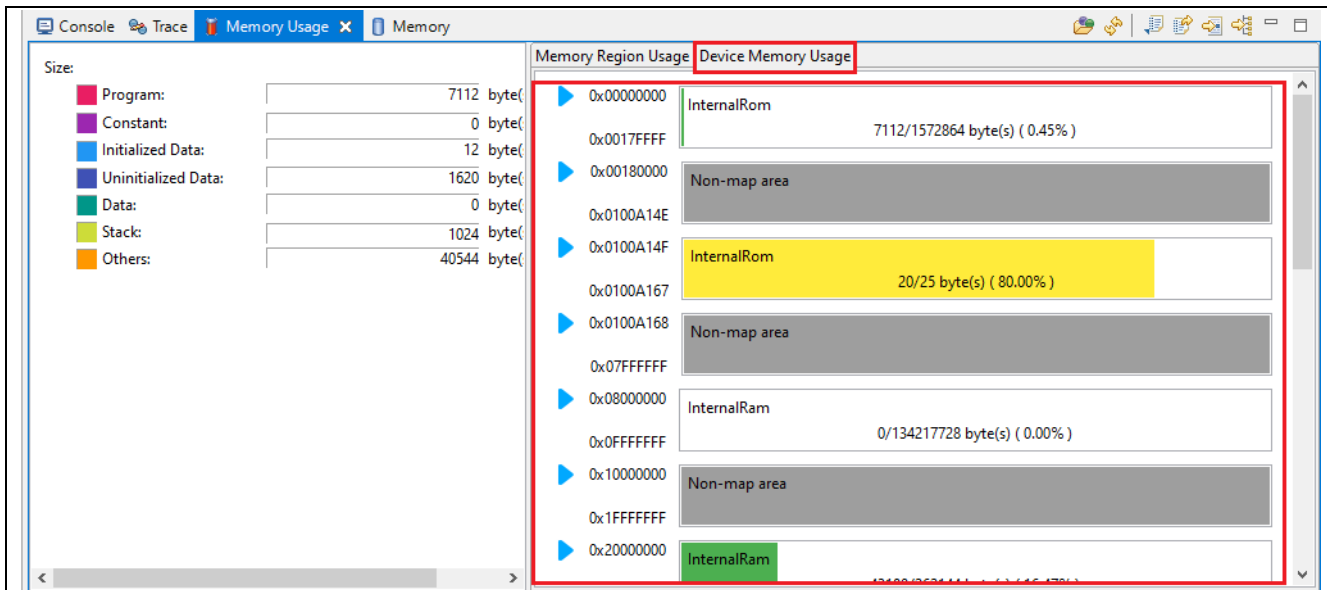 Console Trace Memory Usage Memory
Size:
Program: 7112 byte(
Constant: 0 byte(
Initialized Data: 12 byte(
Uninitialized Data: 1620 byte(
Data: 0 byte(
Stack: 1024 byte(
Others: 40544 byte(
Memory Region Usage Device Memory Usage
0x00000000
InternalRom
7112/1572864 byte(s) ( 0.45% )
0x0017FFFF
0x00180000
Non-map area
0x0100A14E
0x0100A14F
InternalRom
20/25 byte(s) ( 80.00% )
0x0100A167
0x0100A168
Non-map area
0x07FFFFFF
0x08000000
InternalRam
0/134217728 byte(s) ( 0.00% )
0x0FFFFFFF
0x10000000
Non-map area
0x1FFFFFFF
0x20000000
InternalRam